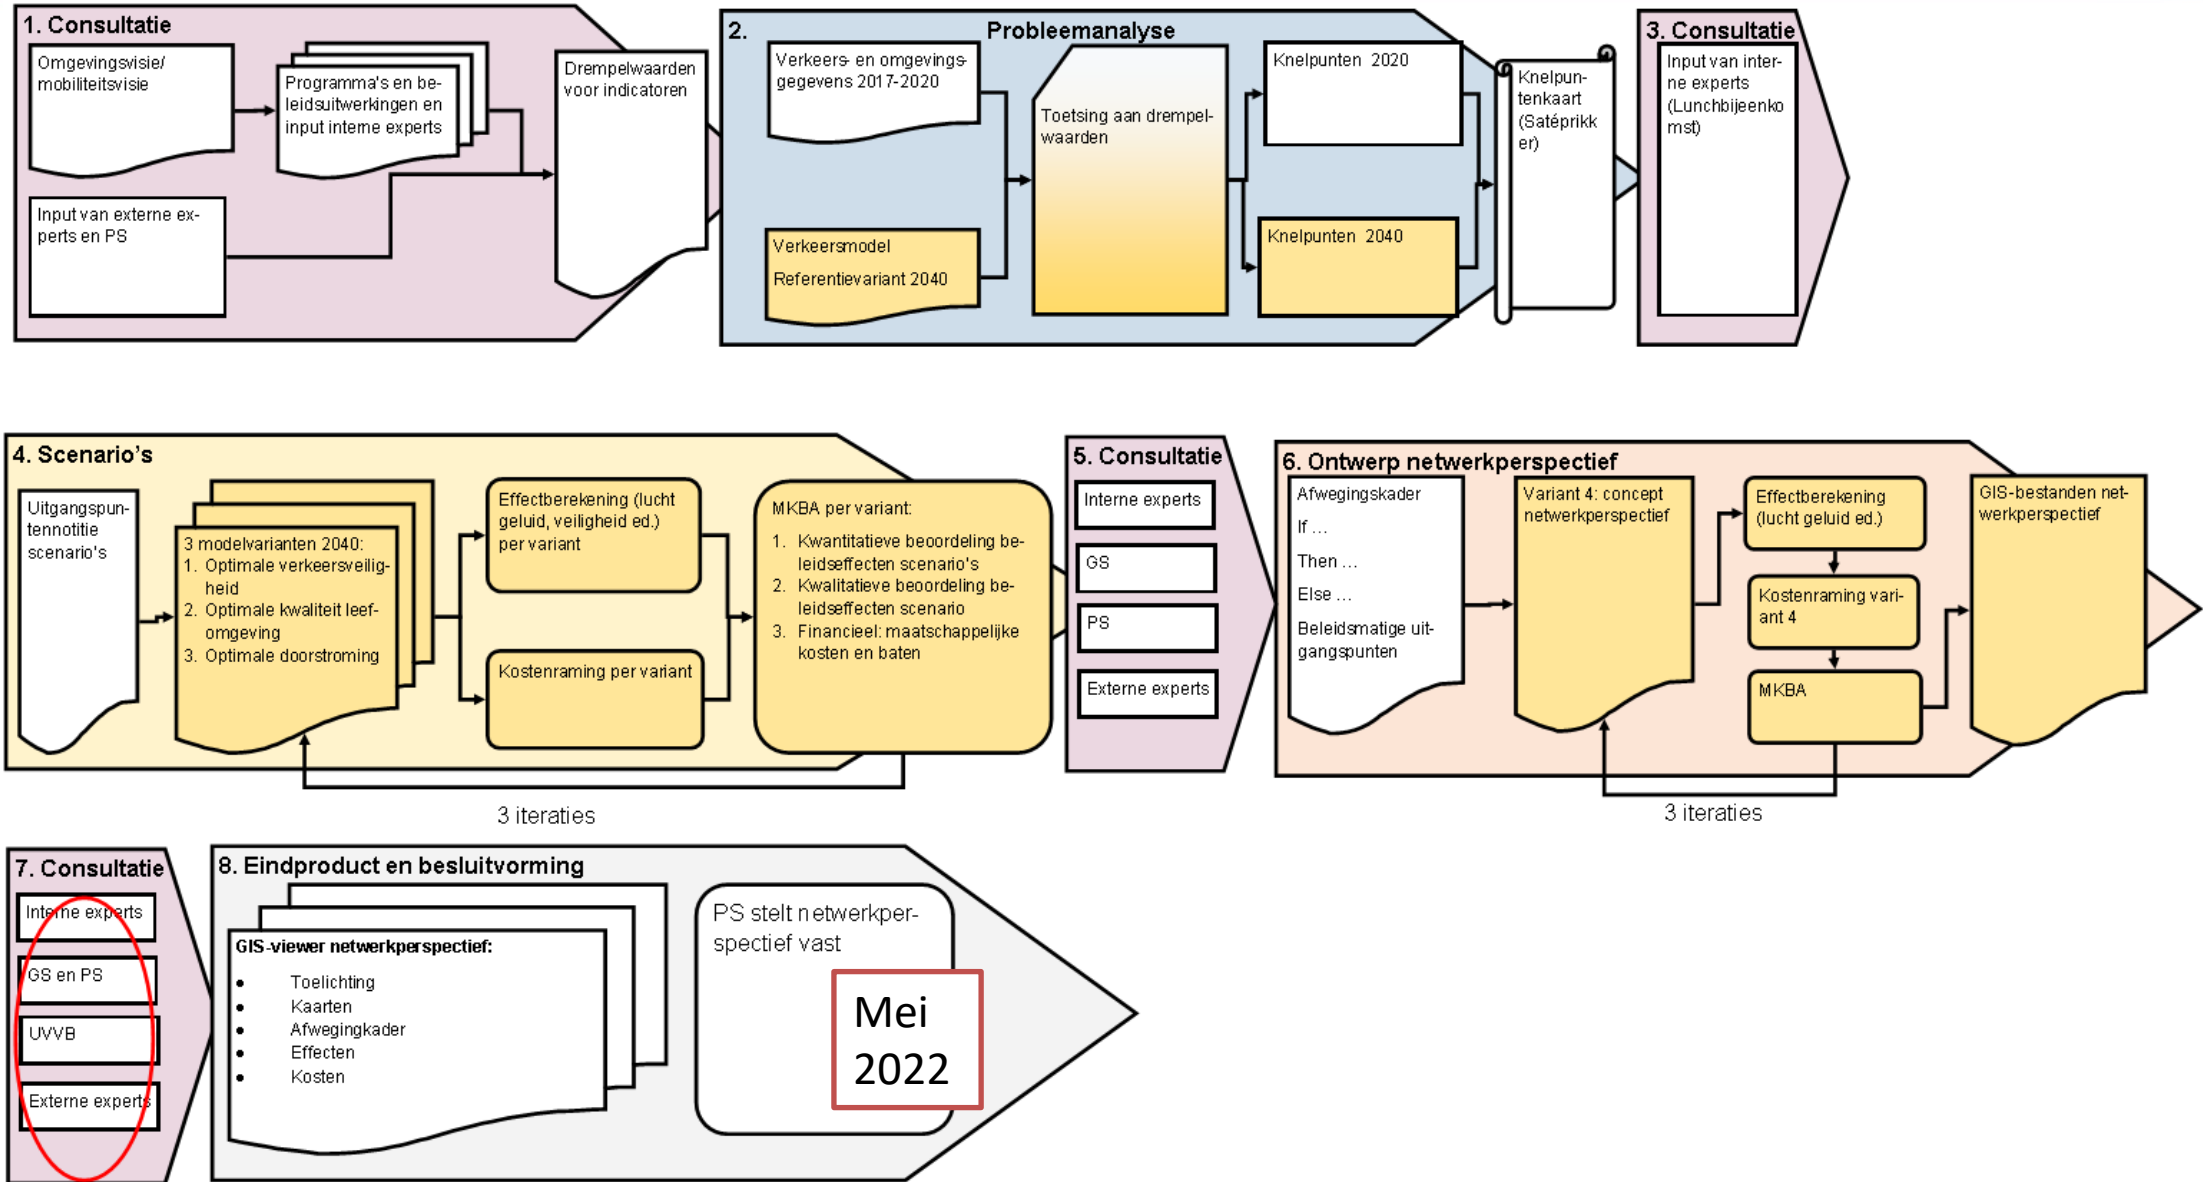 1. Consultatie
Omgevingsvisie/
mobiliteitsvisie
Programma's en be-
leidsuitwerkingen en
input interne experts
Input van externe ex-
perts en PS
Drempelwaarden
voor indicatoren
2.
Probleemanalyse
Verkeers- en omgevings-
gegevens 2017-2020
Verkeersmodel
Referentievariant 2040
Toetsing aan drempel-
waarden
Knelpunten 2020
Knelpunten 2040
Knelpun-
tenkaart
(Satéprikk
er)
3. Consultatie
Input van inter-
ne experts
(Lunchbijeenko
mst)
4. Scenario's
Uitgangspun-
tennotitie
scenario's
3 modelvarianten 2040:
1. Optimale verkeersveilig-
heid
2. Optimale kwaliteit leef-
omgeving
3. Optimale doorstroming
Effectberekening (lucht
geluid, veiligheid ed.)
per variant
Kostenraming per variant
MKBA per variant:
1. Kwantitatieve beoordeling be-
leidseffecten scenario's
2. Kwalitatieve beoordeling be-
leidseffecten scenario
3. Financieel: maatschappelijke
kosten en baten
3 iteraties
5. Consultatie
Interne experts
GS
PS
Externe experts
6. Ontwerp netwerkperspectief
Afwegingskader
If ...
Then ...
Else ...
Beleidsmatige uit-
gangspunten
Variant 4: concept
netwerkperspectief
Effectberekening
(lucht geluid ed.)
Kostenraming vari-
ant 4
MKBA
GIS-bestanden net-
werkperspectief
3 iteraties
7. Consultatie
Interne experts
GS en PS
UVVB
Externe experts
8. Eindproduct en besluitvorming
GIS-viewer netwerkperspectief:
• Toelichting
• Kaarten
• Afwegingkader
• Effecten
• Kosten
PS stelt netwerkper-
spectief vast
Mei
2022